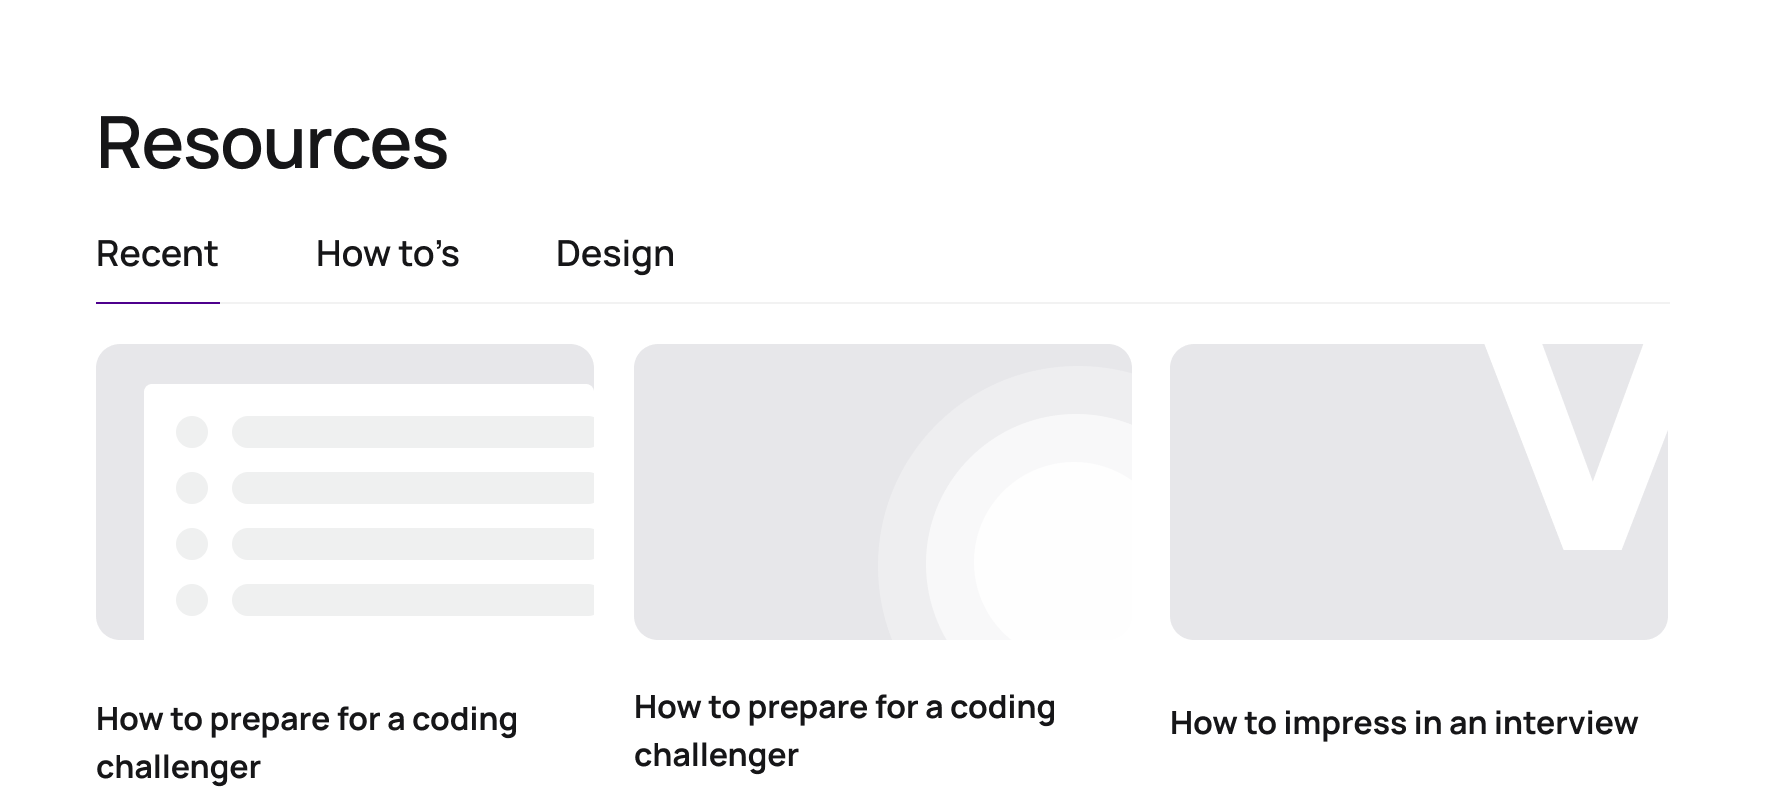 Resources
Recent
How to’s
Design
How to prepare for a coding
challenger
How to prepare for a coding
challenger
How to impress in an interview